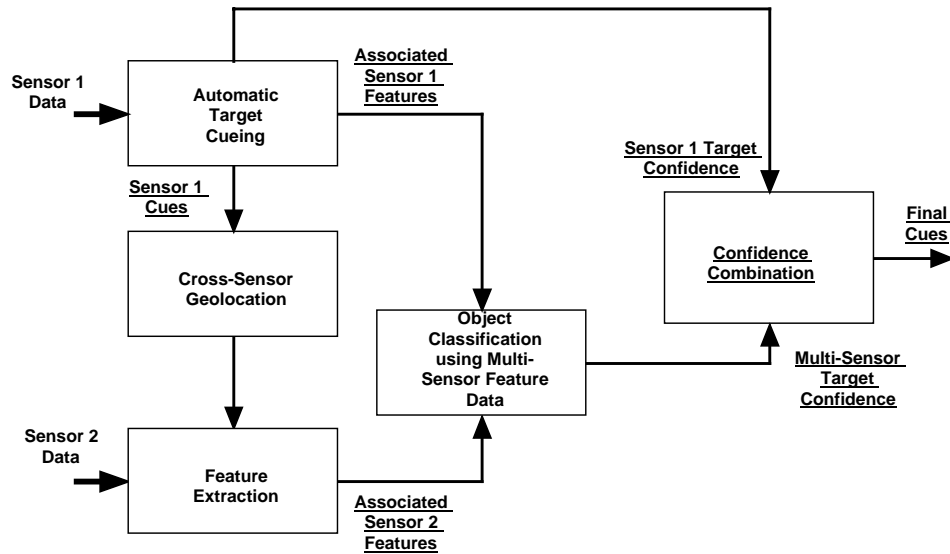 Associated
Sensor 1
Features
Sensor 1
Data
Automatic
Target
Cueing
Sensor 1 Target
Confidence
Sensor 1
Cues
Final
Cues
Confidence
Combination
Cross-Sensor
Geolocation
Object
Classification
using Multi-
Sensor Feature
Data
Multi-Sensor
Target
Confidence
Sensor 2
Data
Feature
Extraction
Associated
Sensor 2
Features